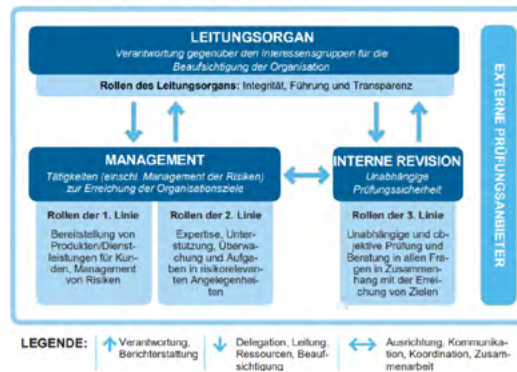 LEITUNGSORGAN
Verantwortung gegenüber den Interessensgruppen für die
Beaufsichtigung der Organisation
Rollen des Leitungsorgans: Integrität, Führung und Transparenz
MANAGEMENT
Tätigkeiten (einschl. Management der Risiken)
zur Erreichung der Organisationsziele
Rollen der 1. Linie
Bereitstellung von
Produkten/Dienst-
leistungen für Kun-
den, Management
von Risiken
Rollen der 2. Linie
Expertise, Unter-
stützung, Überwa-
chung und Auf-
gaben in risikorelevan-
ten Angelegenhei-
ten
INTERNE REVISION
Unabhängige
Prüfungssicherheit
Rollen der 3. Linie
Unabhängige und ob-
jektive Prüfung und
Beratung in allen Fra-
gen in Zusammen-
hang mit der Errei-
chung von Zielen
EXTERNE PRÜFUNGSANBIETER
LEGENDE:
Verantwortung,
Berichterstattung
Delegation, Leitung,
Ressourcen, Beauf-
sichtigung
Ausrichtung, Kommunika-
tion, Koordination, Zusam-
menarbeit